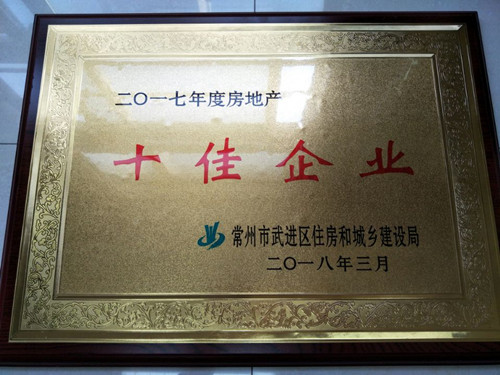 二〇一七年度房地产
十佳企业
常州市武进区住房和城乡建设局
二〇一八年三月